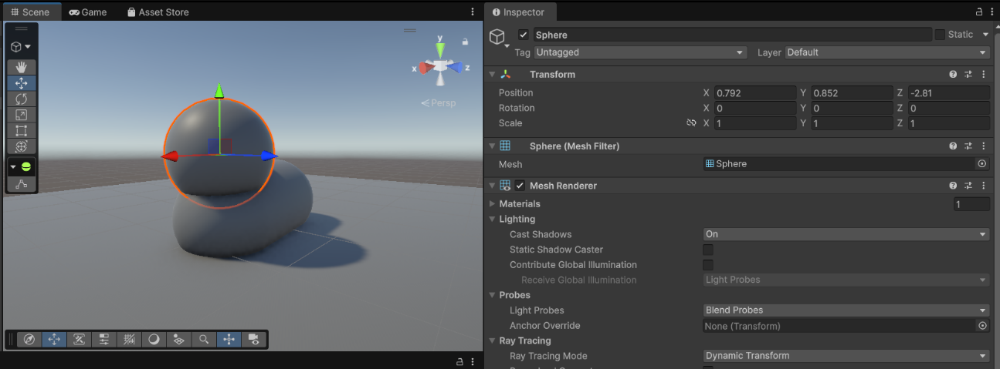 Scene Game Asset Store
y
x
z
Persp
Inspector
Sphere Static
Tag Untagged Layer Default
Transform
Position X 0.792 Y 0.852 Z -2.81
Rotation X 0 Y 0 Z 0
Scale X 1 Y 1 Z 1
Sphere (Mesh Filter)
Mesh Sphere
Mesh Renderer
Materials 1
Lighting
Cast Shadows On
Static Shadow Caster
Contribute Global Illumination
Receive Global Illumination Light Probes
Probes
Light Probes Blend Probes
Anchor Override None (Transform)
Ray Tracing
Ray Tracing Mode Dynamic Transform